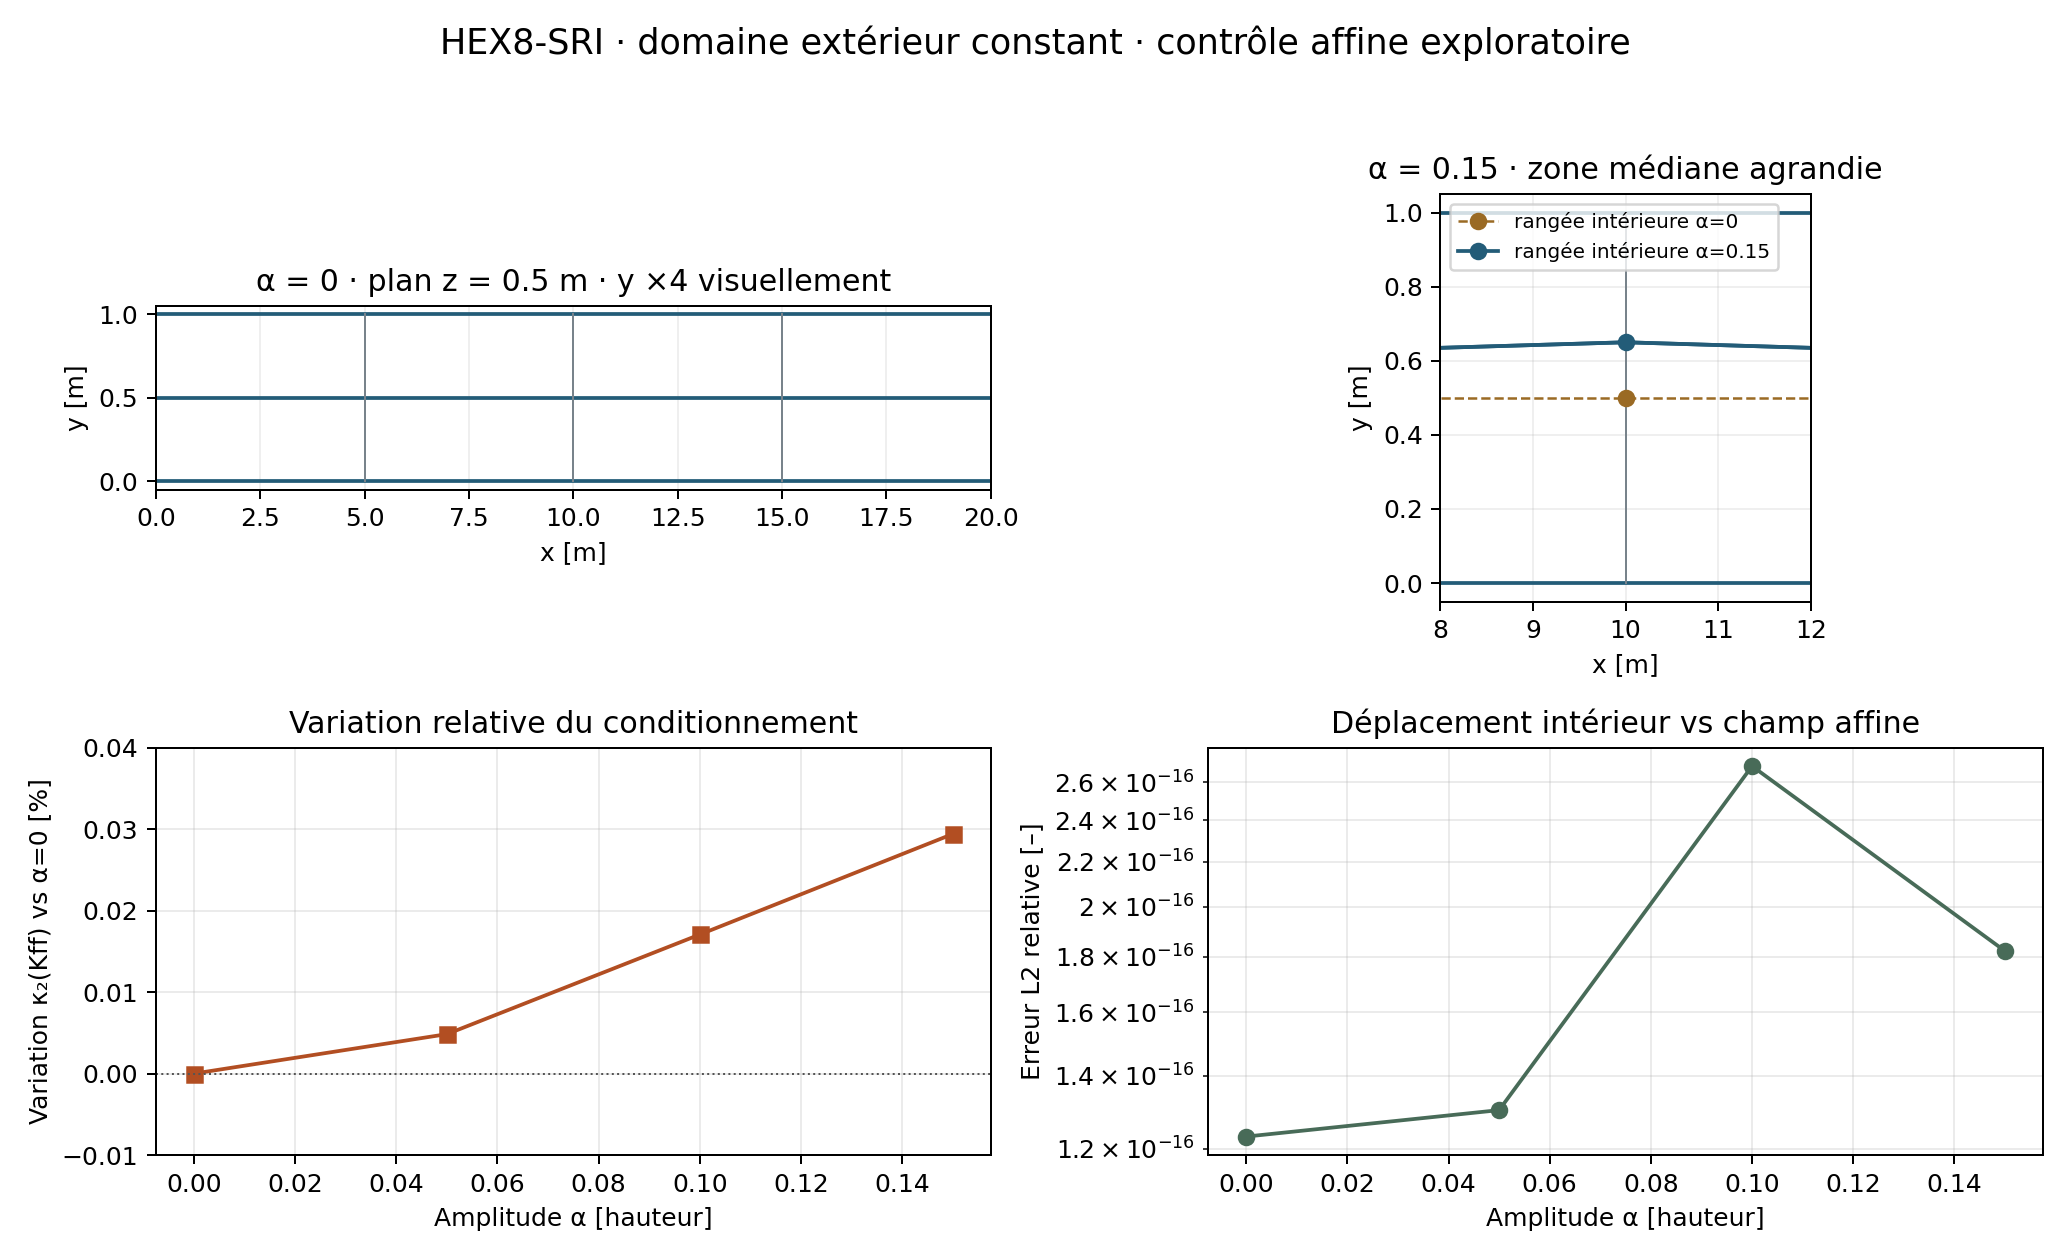 HEX8-SRI · domaine extérieur constant · contrôle affine exploratoire
α = 0 · plan z = 0.5 m · y ×4 visuellement
y [m]
1.0
0.5
0.0
0.0 2.5 5.0 7.5 10.0 12.5 15.0 17.5 20.0
x [m]
α = 0.15 · zone médiane agrandie
rangée intérieure α=0
rangée intérieure α=0.15
y [m]
1.0
0.8
0.6
0.4
0.2
0.0
8 9 10 11 12
x [m]
Variation relative du conditionnement
Variation κ₂(Kff) vs α=0 [%]
0.04
0.03
0.02
0.01
0.00
−0.01
0.00 0.02 0.04 0.06 0.08 0.10 0.12 0.14
Amplitude α [hauteur]
Déplacement intérieur vs champ affine
Erreur L2 relative [–]
2.6 × 10⁻¹⁶
2.4 × 10⁻¹⁶
2.2 × 10⁻¹⁶
2 × 10⁻¹⁶
1.8 × 10⁻¹⁶
1.6 × 10⁻¹⁶
1.4 × 10⁻¹⁶
1.2 × 10⁻¹⁶
0.00 0.02 0.04 0.06 0.08 0.10 0.12 0.14
Amplitude α [hauteur]